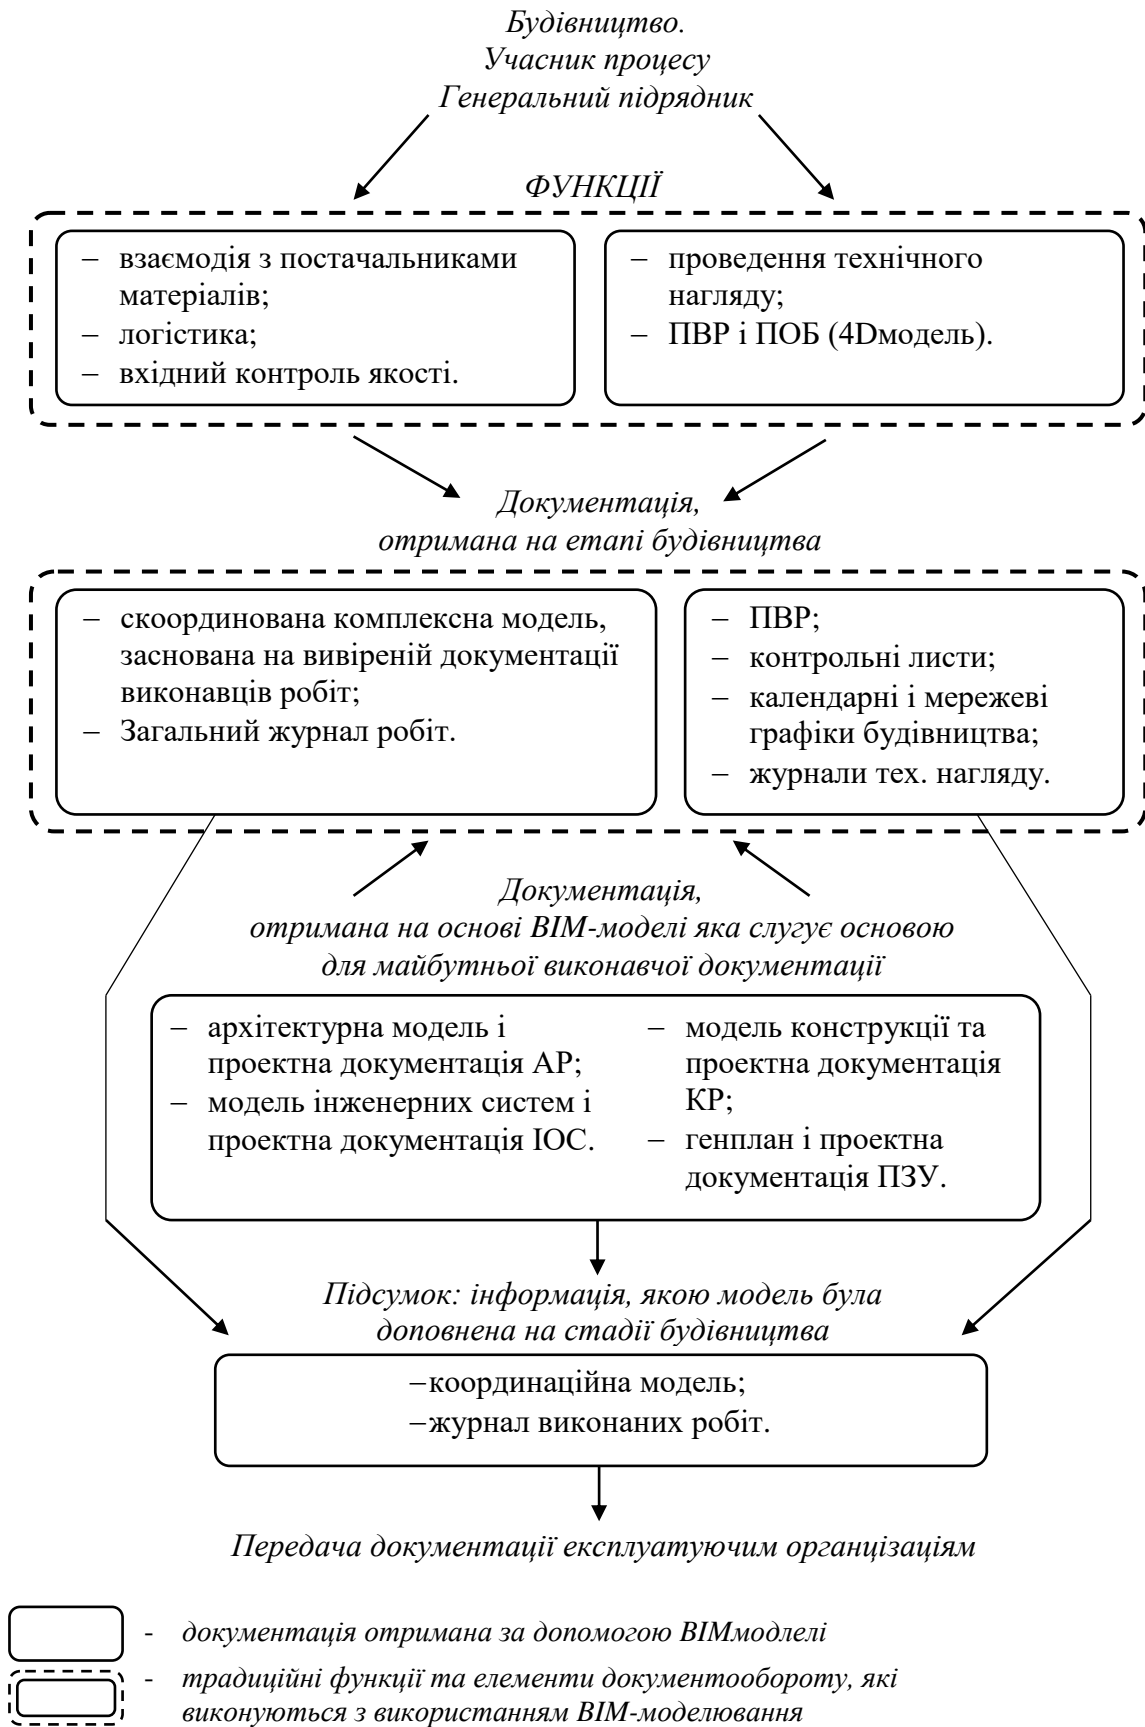 Будівництво.
Учасник процесу
Генеральний підрядник
ФУНКЦІЇ
– взаємодія з постачальниками
матеріалів;
– логістика;
– вхідний контроль якості.
– проведення технічного
нагляду;
– ПВР і ПОБ (4Dмодель).
Документація,
отримана на етапі будівництва
– скоординована комплексна модель,
заснована на вивіреній документації
виконавців робіт;
– Загальний журнал робіт.
– ПВР;
– контрольні листи;
– календарні і мережеві
графіки будівництва;
– журнали тех. нагляду.
Документація,
отримана на основі BIM-моделі яка слугує основою
для майбутньої виконавчої документації
– архітектурна модель і
проектна документація АР;
– модель інженерних систем і
проектна документація ІОС.
– модель конструкції та
проектна документація
КР;
– генплан і проектна
документація ПЗУ.
Підсумок: інформація, якою модель була
доповнена на стадії будівництва
–координаційна модель;
–журнал виконаних робіт.
Передача документації експлуатуючим органцізаціям
- документація отримана за допомогою BIMмодлелі
- традиційні функції та елементи документообороту, які
виконуються з використанням BIM-моделювання